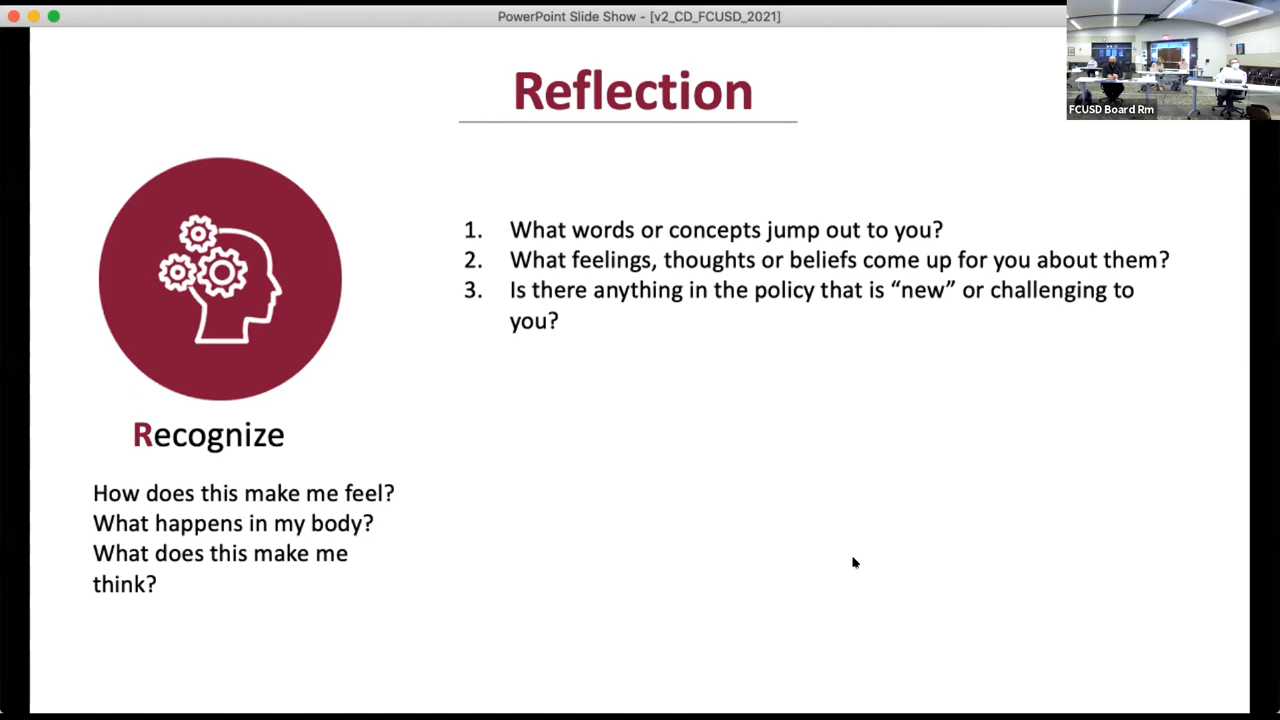 PowerPoint Slide Show - [v2_CD_FCUSD_2021]
FCUSD Board Rm
Reflection
1. What words or concepts jump out to you?
2. What feelings, thoughts or beliefs come up for you about them?
3. Is there anything in the policy that is “new” or challenging to
you?
Recognize
How does this make me feel?
What happens in my body?
What does this make me
think?